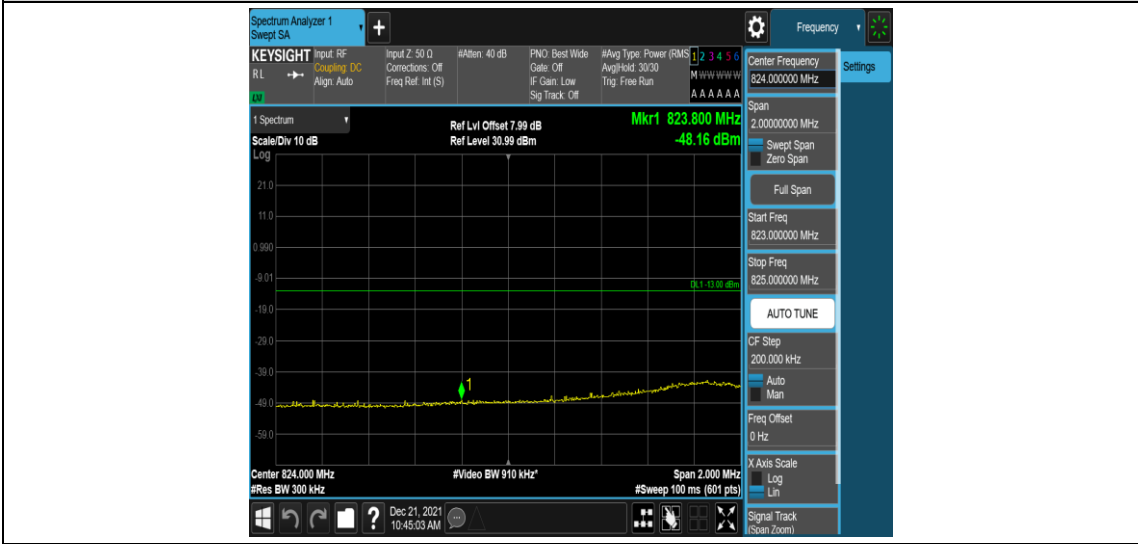 Spectrum Analyzer 1
Swept SA
+
Frequency
KEYSIGHT
RL
Input: RF
Coupling: DC
Align: Auto
Input Z: 50 Ω
Corrections: Off
Freq Ref: Int (S)
#Atten: 40 dB
PNO: Best Wide
Gate: Off
IF Gain: Low
Sig Track: Off
#Avg Type: Power (RMS
Avg|Hold: 30/30
Trig: Free Run
1 2 3 4 5 6
M W W W W W
A A A A A A
1 Spectrum
Scale/Div 10 dB
Log
Ref Lvl Offset 7.99 dB
Ref Level 30.99 dBm
Mkr1 823.800 MHz
-48.16 dBm
21.0
11.0
0.990
-9.01
DL1 -13.00 dBm
-19.0
-29.0
-39.0
1
-49.0
-59.0
Center 824.000 MHz
#Video BW 910 kHz*
Span 2.000 MHz
#Res BW 300 kHz
#Sweep 100 ms (601 pts)
?
Dec 21, 2021
10:45:03 AM
Center Frequency
824.000000 MHz
Settings
Span
2.00000000 MHz
Swept Span
Zero Span
Full Span
Start Freq
823.000000 MHz
Stop Freq
825.000000 MHz
AUTO TUNE
CF Step
200.000 kHz
Auto
Man
Freq Offset
0 Hz
X Axis Scale
Log
Lin
Signal Track
(Span Zoom)